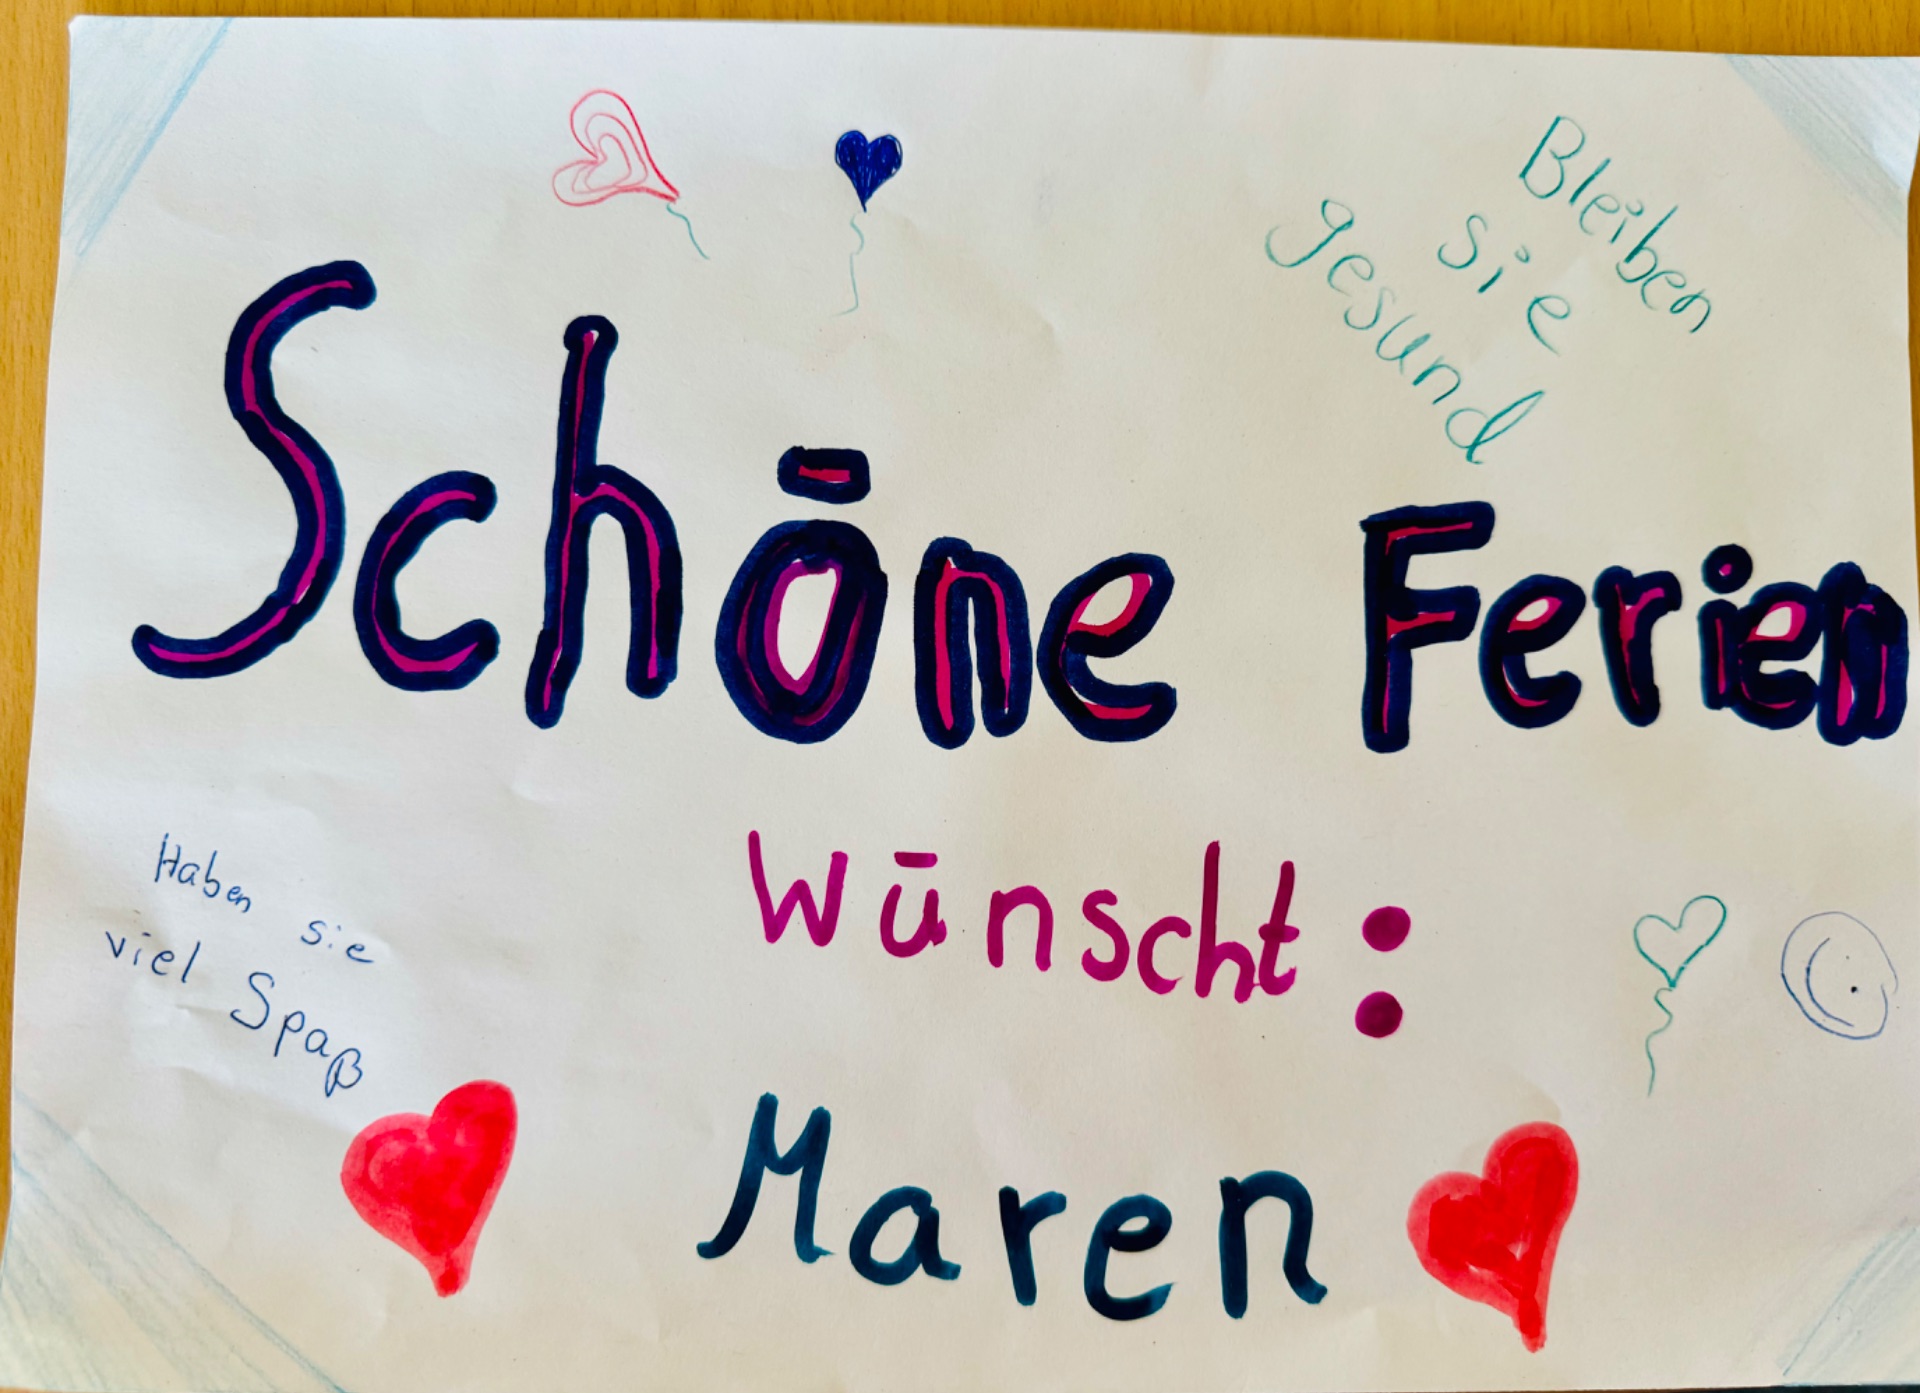 Bleiben
sie
gesund
Schöne Ferien
Wünscht:
Haben sie
viel Spaß
Maren